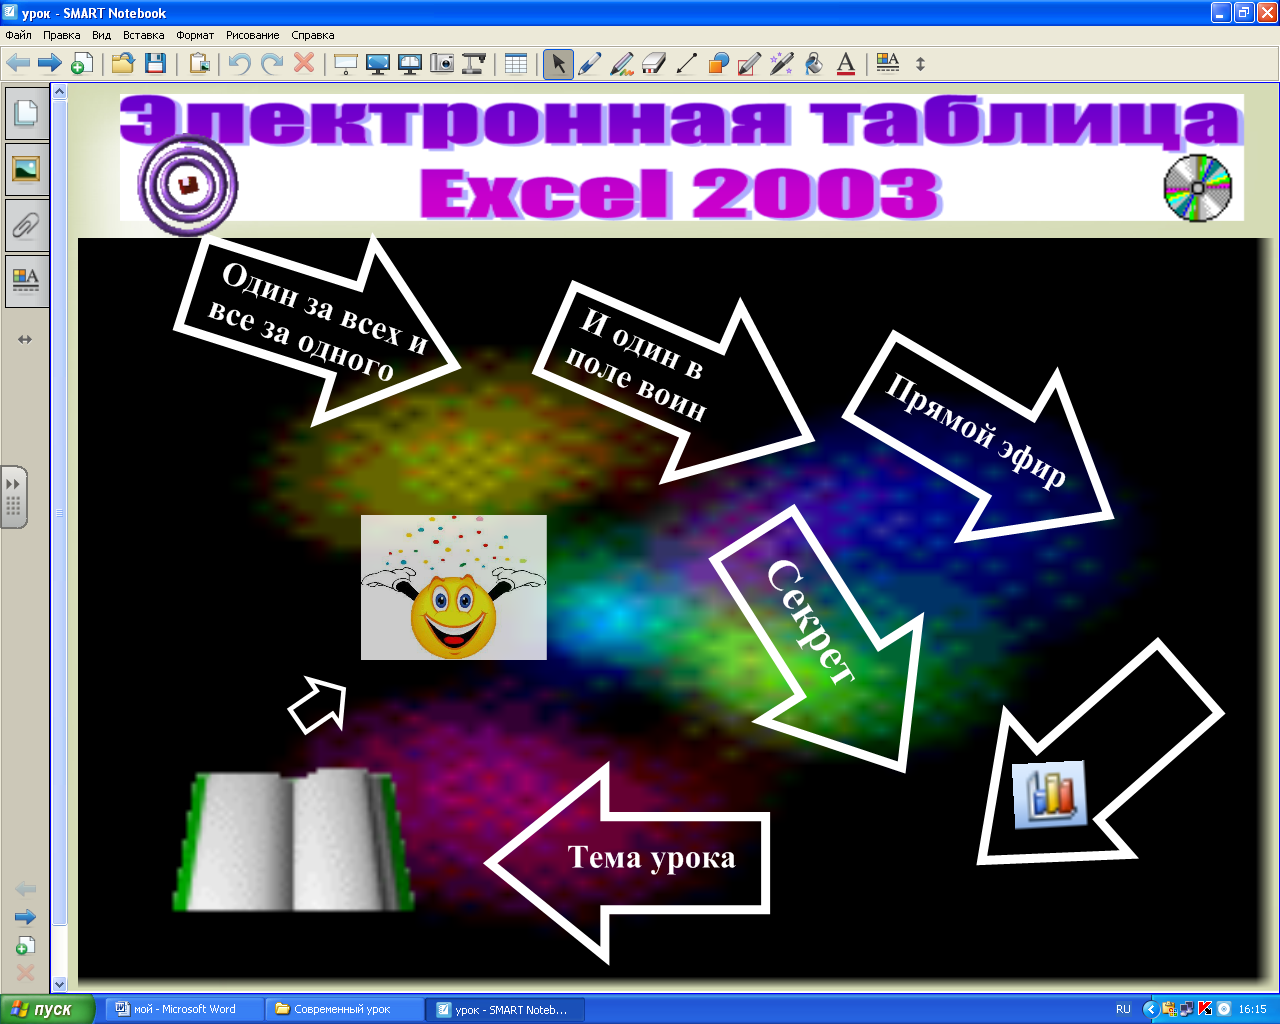 урок - SMART Notebook
Файл Правка Вид Вставка Формат Рисование Справка
Электронная таблица
Excel 2003
Один за всех и
все за одного
И один в
поле воин
Прямой эфир
Секрет
Тема урока
пуск
мой - Microsoft Word
Современный урок
урок - SMART Noteb...
RU
16:15